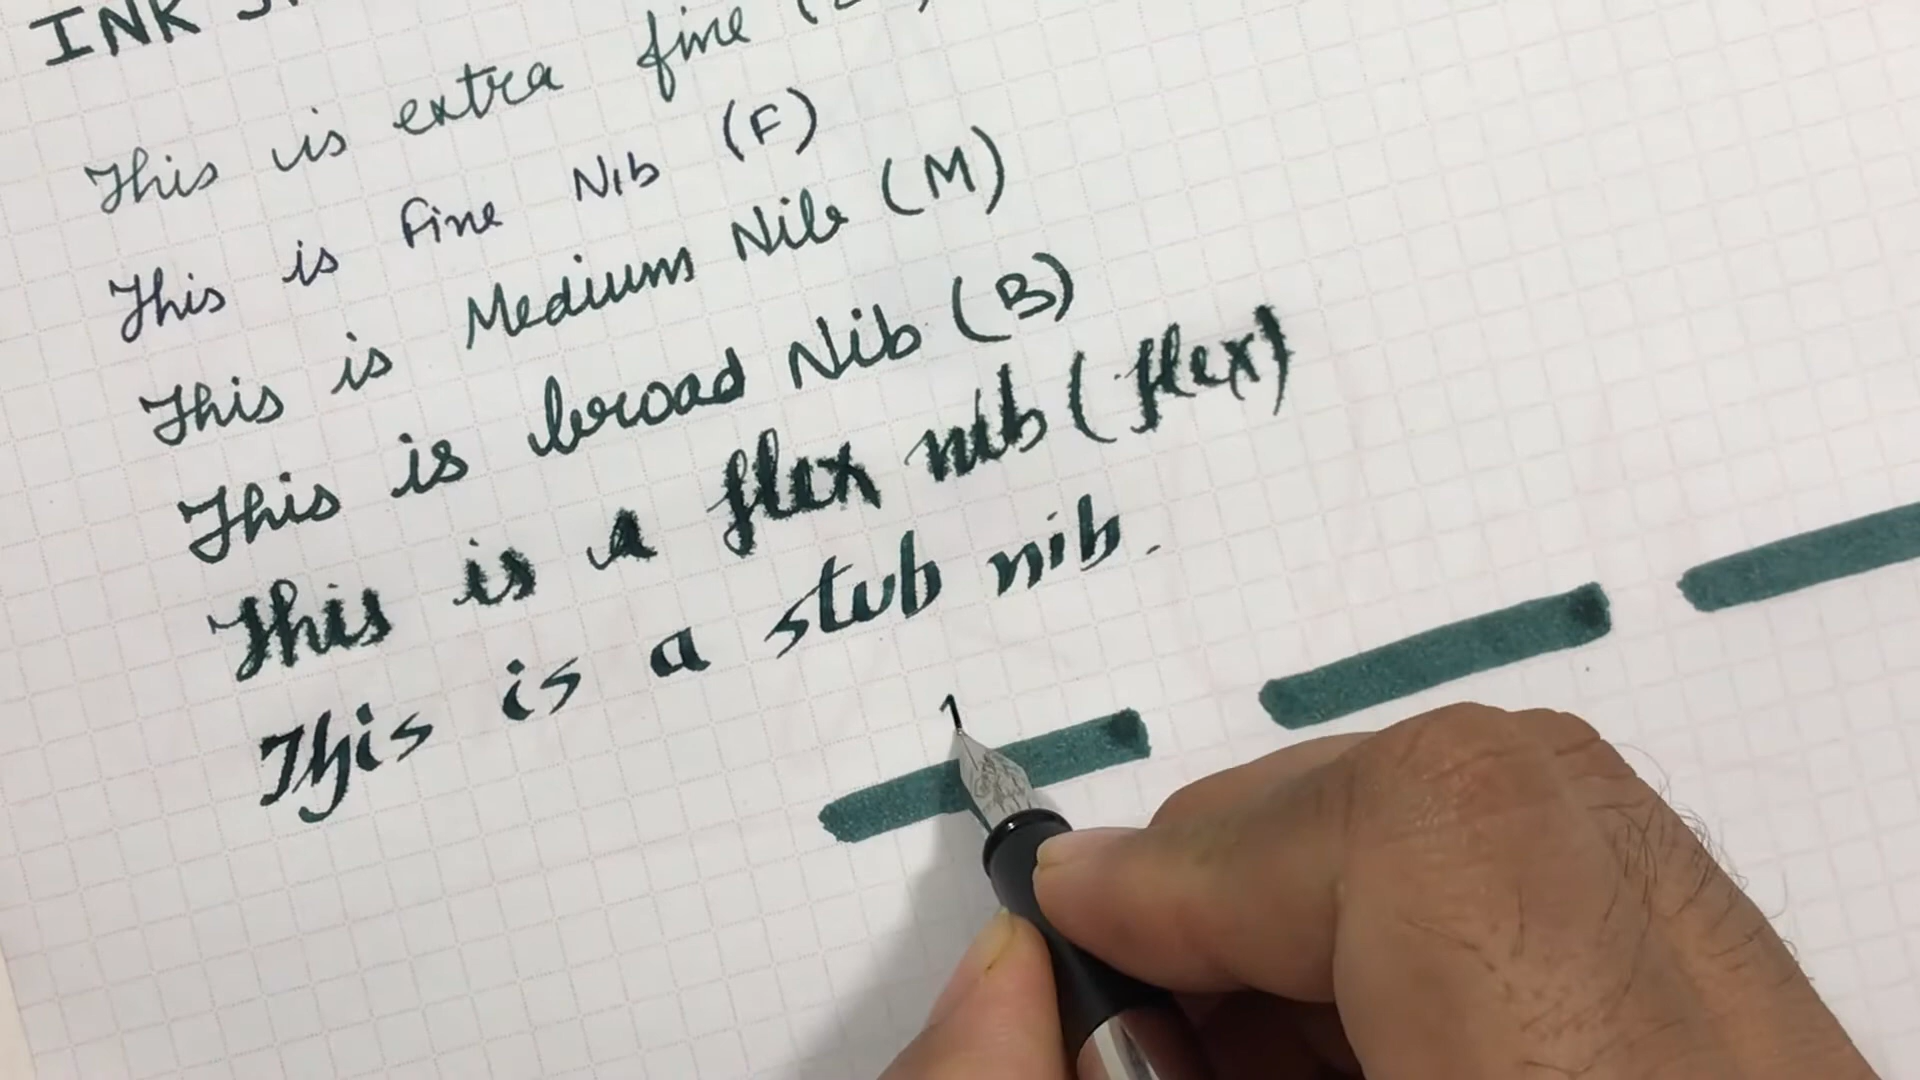 INK
This is extra fine
This is Fine Nib (F)
This is Medium Nib (M)
This is broad Nib (B)
This is a flex nib (flex)
This is a stub nib.
1